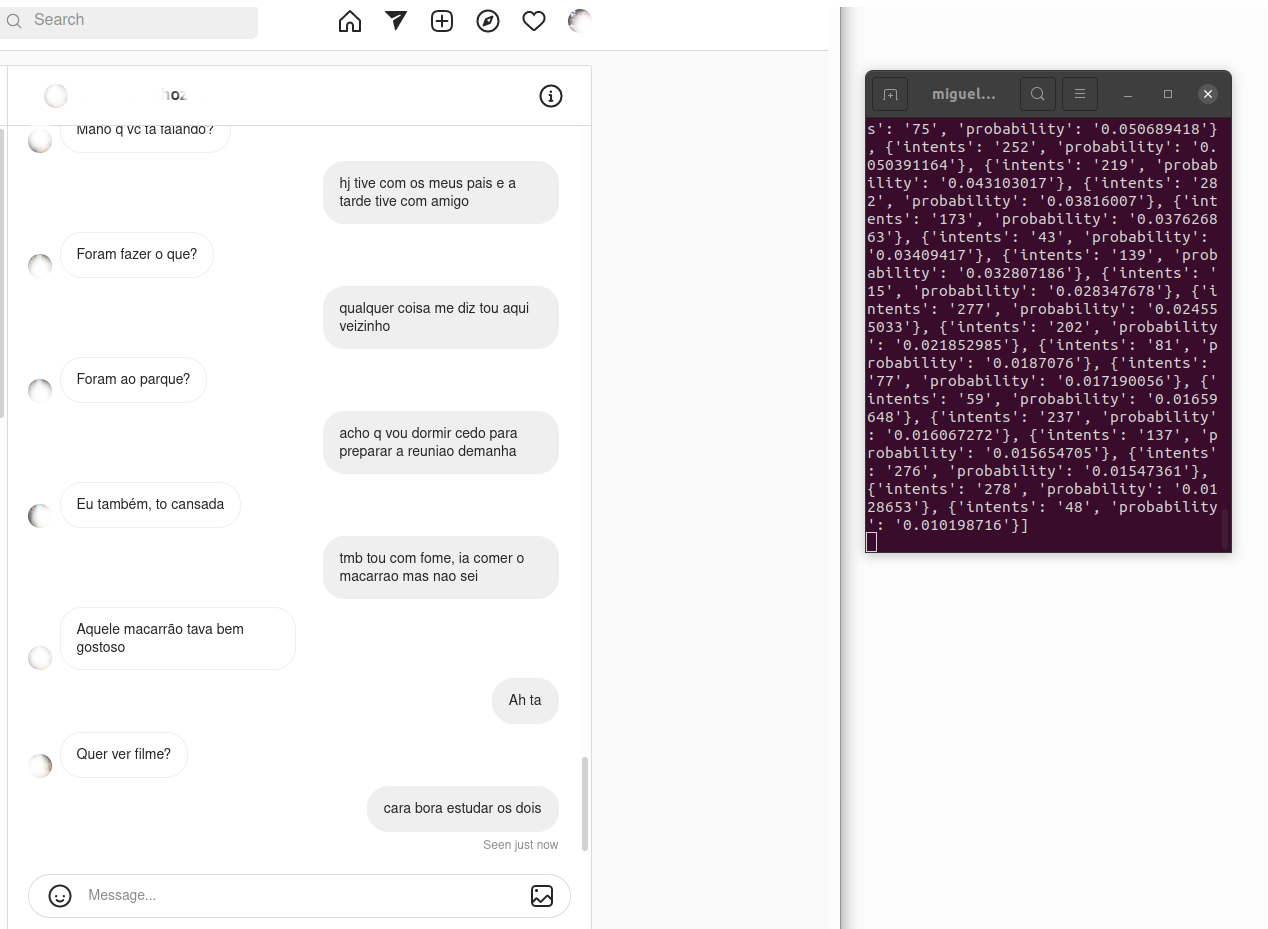 Search
Mano q vc ta falando?
hj tive com os meus pais e a
tarde tive com amigo
Foram fazer o que?
qualquer coisa me diz tou aqui
veizinho
Foram ao parque?
acho q vou dormir cedo para
preparar a reuniao demanha
Eu também, to cansada
tmb tou com fome, ia comer o
macarrao mas nao sei
Aquele macarrão tava bem
gostoso
Ah ta
Quer ver filme?
cara bora estudar os dois
Seen just now
Message...
miguel...
s': '75', 'probability': '0.050689418'}
, {'intents': '252', 'probability': '0.
050391164'}, {'intents': '219', 'probab
ility': '0.043103017'}, {'intents': '28
2', 'probability': '0.03816007'}, {'int
ents': '173', 'probability': '0.0376268
63'}, {'intents': '43', 'probability':
'0.03409417'}, {'intents': '139', 'prob
ability': '0.032807186'}, {'intents': '
15', 'probability': '0.028347678'}, {'i
ntents': '277', 'probability': '0.02455
5033'}, {'intents': '202', 'probability
': '0.021852985'}, {'intents': '81', 'p
robability': '0.0187076'}, {'intents':
'77', 'probability': '0.017190056'}, {'
intents': '59', 'probability': '0.01659
648'}, {'intents': '237', 'probability'
: '0.016067272'}, {'intents': '137', 'p
robability': '0.015654705'}, {'intents'
: '276', 'probability': '0.01547361'},
{'intents': '278', 'probability': '0.01
28653'}, {'intents': '48', 'probability
': '0.010198716'}]